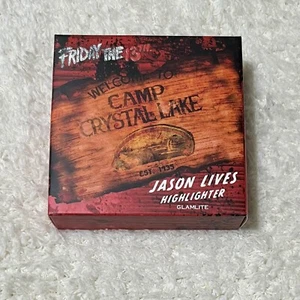 FRIDAY THE 13TH
WELCOME TO
CAMP
CRYSTAL LAKE
EST. 1935
JASON LIVES
HIGHLIGHTER
GLAMLITE